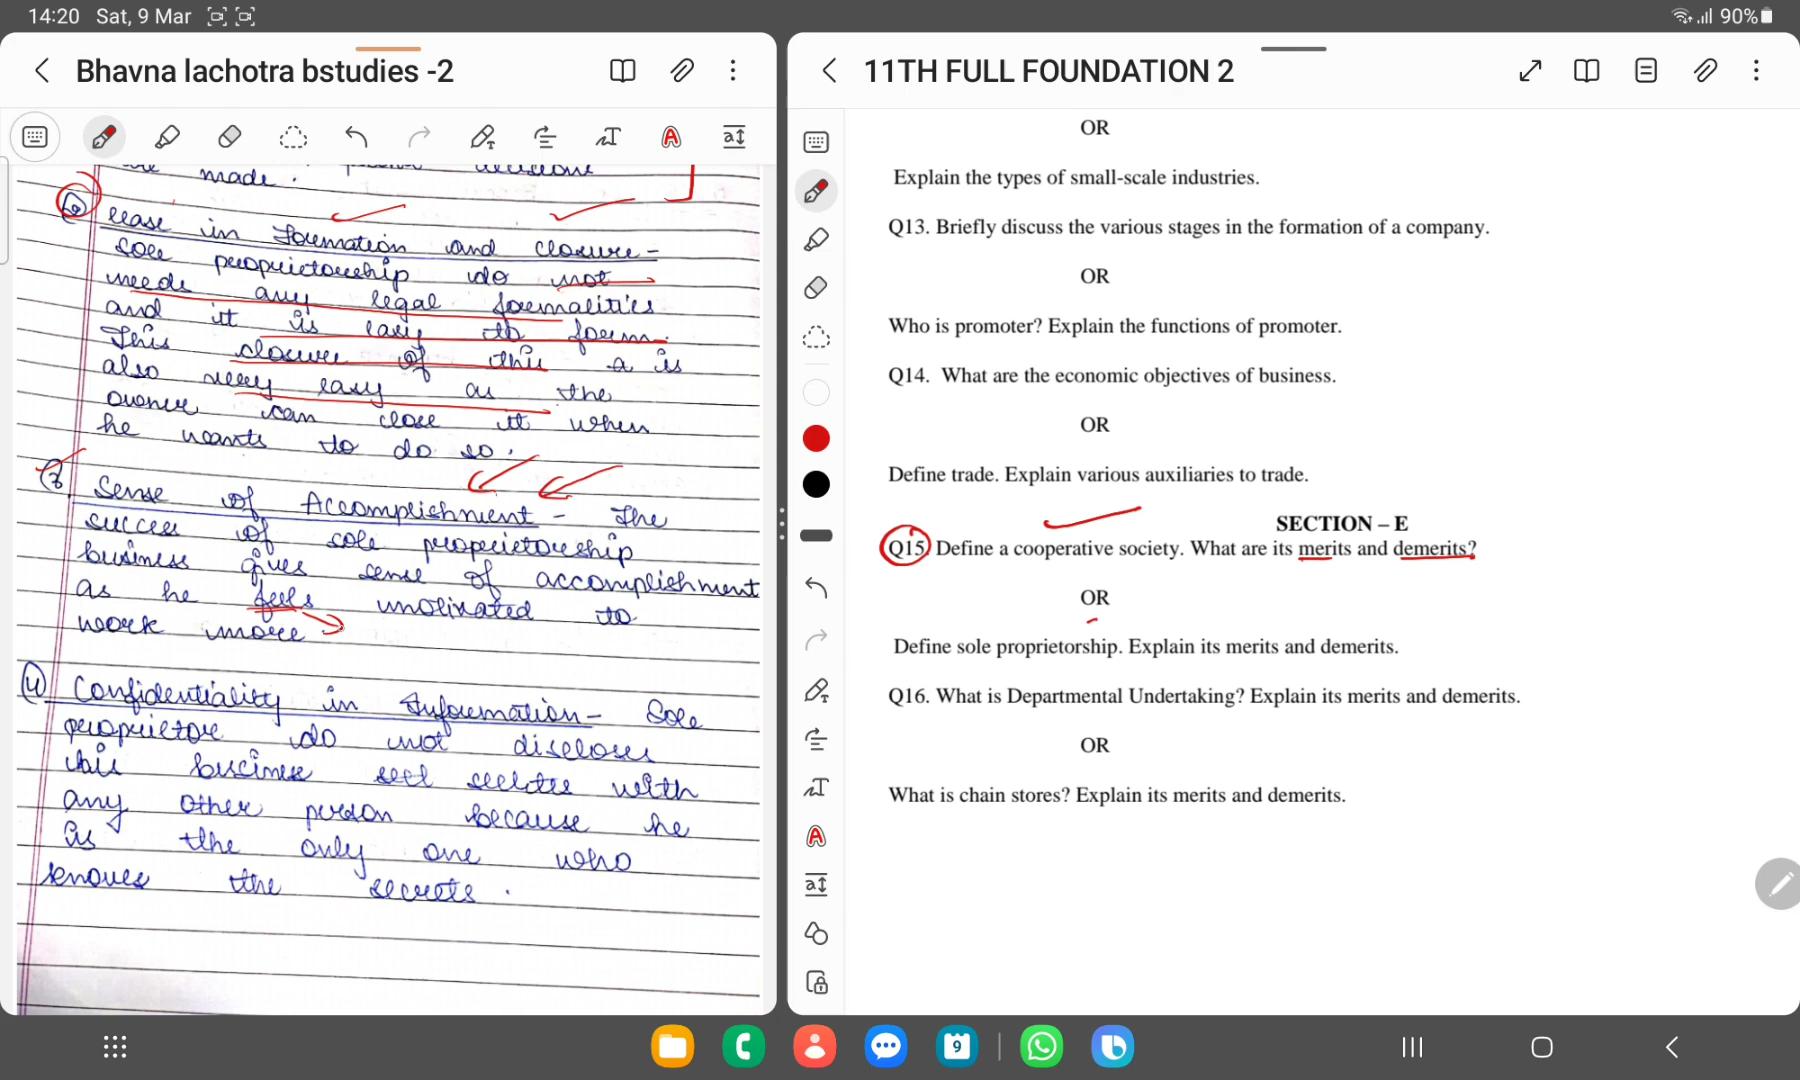 14:20 Sat, 9 Mar
90%
Bhavna lachotra bstudies -2
made.
decisions
ease in Formation and closure-
Sole proprietorship do not
needs any legal formalities
and it is easy to form.
This closure of this a is
also very easy as the
owner can close it when
he wants to do so.
Sense of Accomplishment - The
success of sole proprietorship
business gives sense of accomplishment
as he feels motivated to
work more
Confidentiality in Information- Sole
proprietor do not discloses
his business with
any other person because he
is the only one who
knows the secrets.
11TH FULL FOUNDATION 2
OR
Explain the types of small-scale industries.
Q13. Briefly discuss the various stages in the formation of a company.
OR
Who is promoter? Explain the functions of promoter.
Q14. What are the economic objectives of business.
OR
Define trade. Explain various auxiliaries to trade.
SECTION – E
Q15. Define a cooperative society. What are its merits and demerits?
OR
Define sole proprietorship. Explain its merits and demerits.
Q16. What is Departmental Undertaking? Explain its merits and demerits.
OR
What is chain stores? Explain its merits and demerits.
9